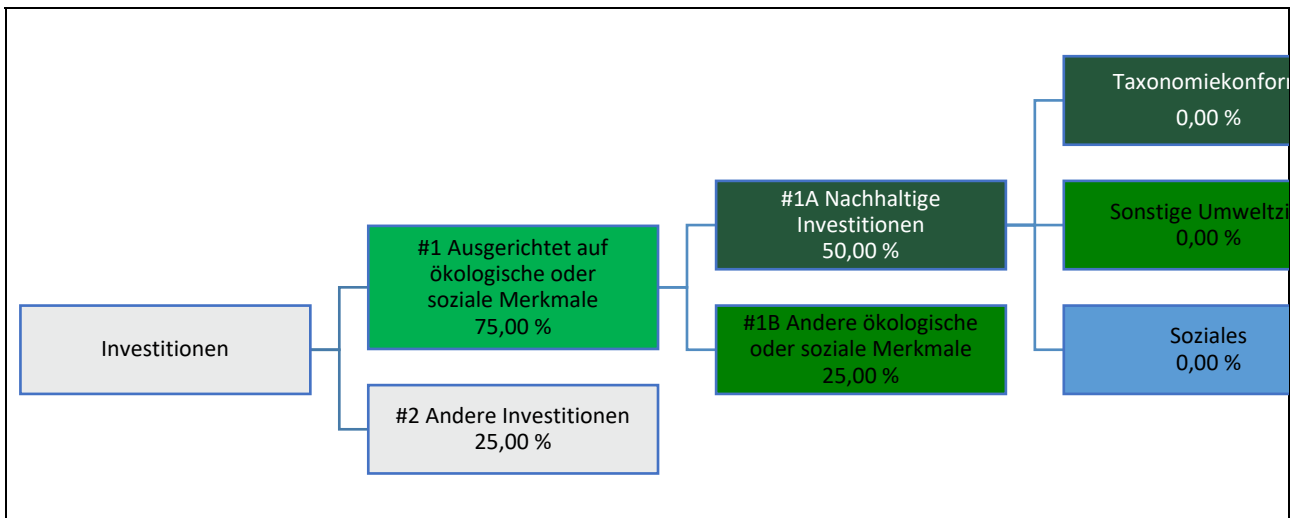 Investitionen
#1 Ausgerichtet auf
ökologische oder
soziale Merkmale
75,00 %
#2 Andere Investitionen
25,00 %
#1A Nachhaltige
Investitionen
50,00 %
#1B Andere ökologische
oder soziale Merkmale
25,00 %
0,00 %
Sonstige
0,00 %
Soziales
0,00 %